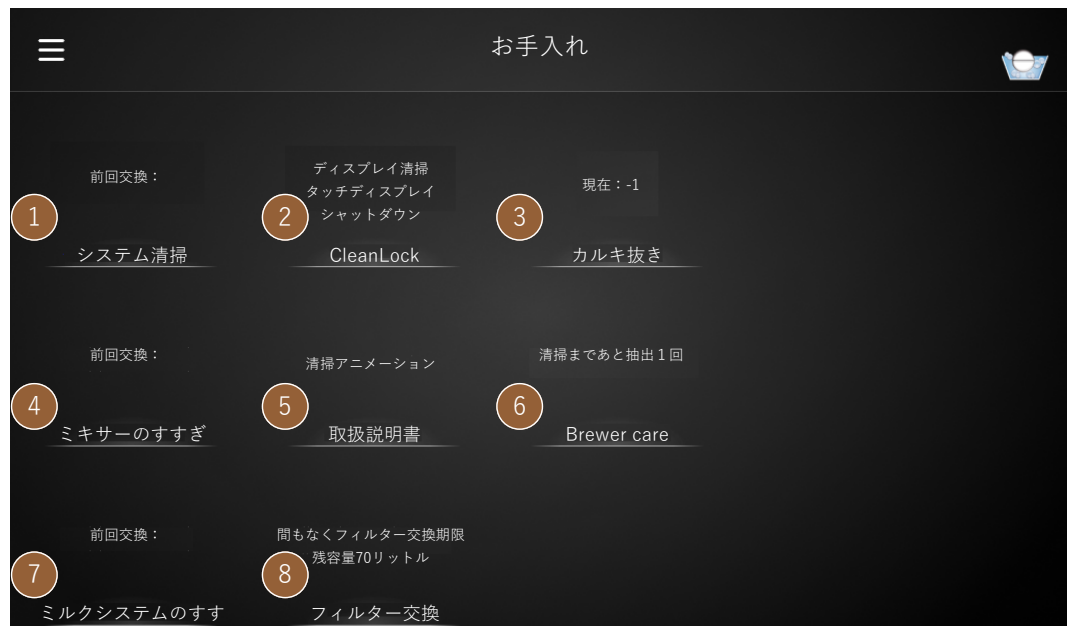 お手入れ
前回交換：
ディスプレイ清掃
タッチディスプレイ
シャットダウン
現在：-1
1
2
3
システム清掃
CleanLock
カルキ抜き
前回交換：
清掃アニメーション
清掃まであと抽出１回
4
5
6
ミキサーのすすぎ
取扱説明書
Brewer care
前回交換：
間もなくフィルター交換期限
残容量70リットル
7
8
ミルクシステムのすす
フィルター交換